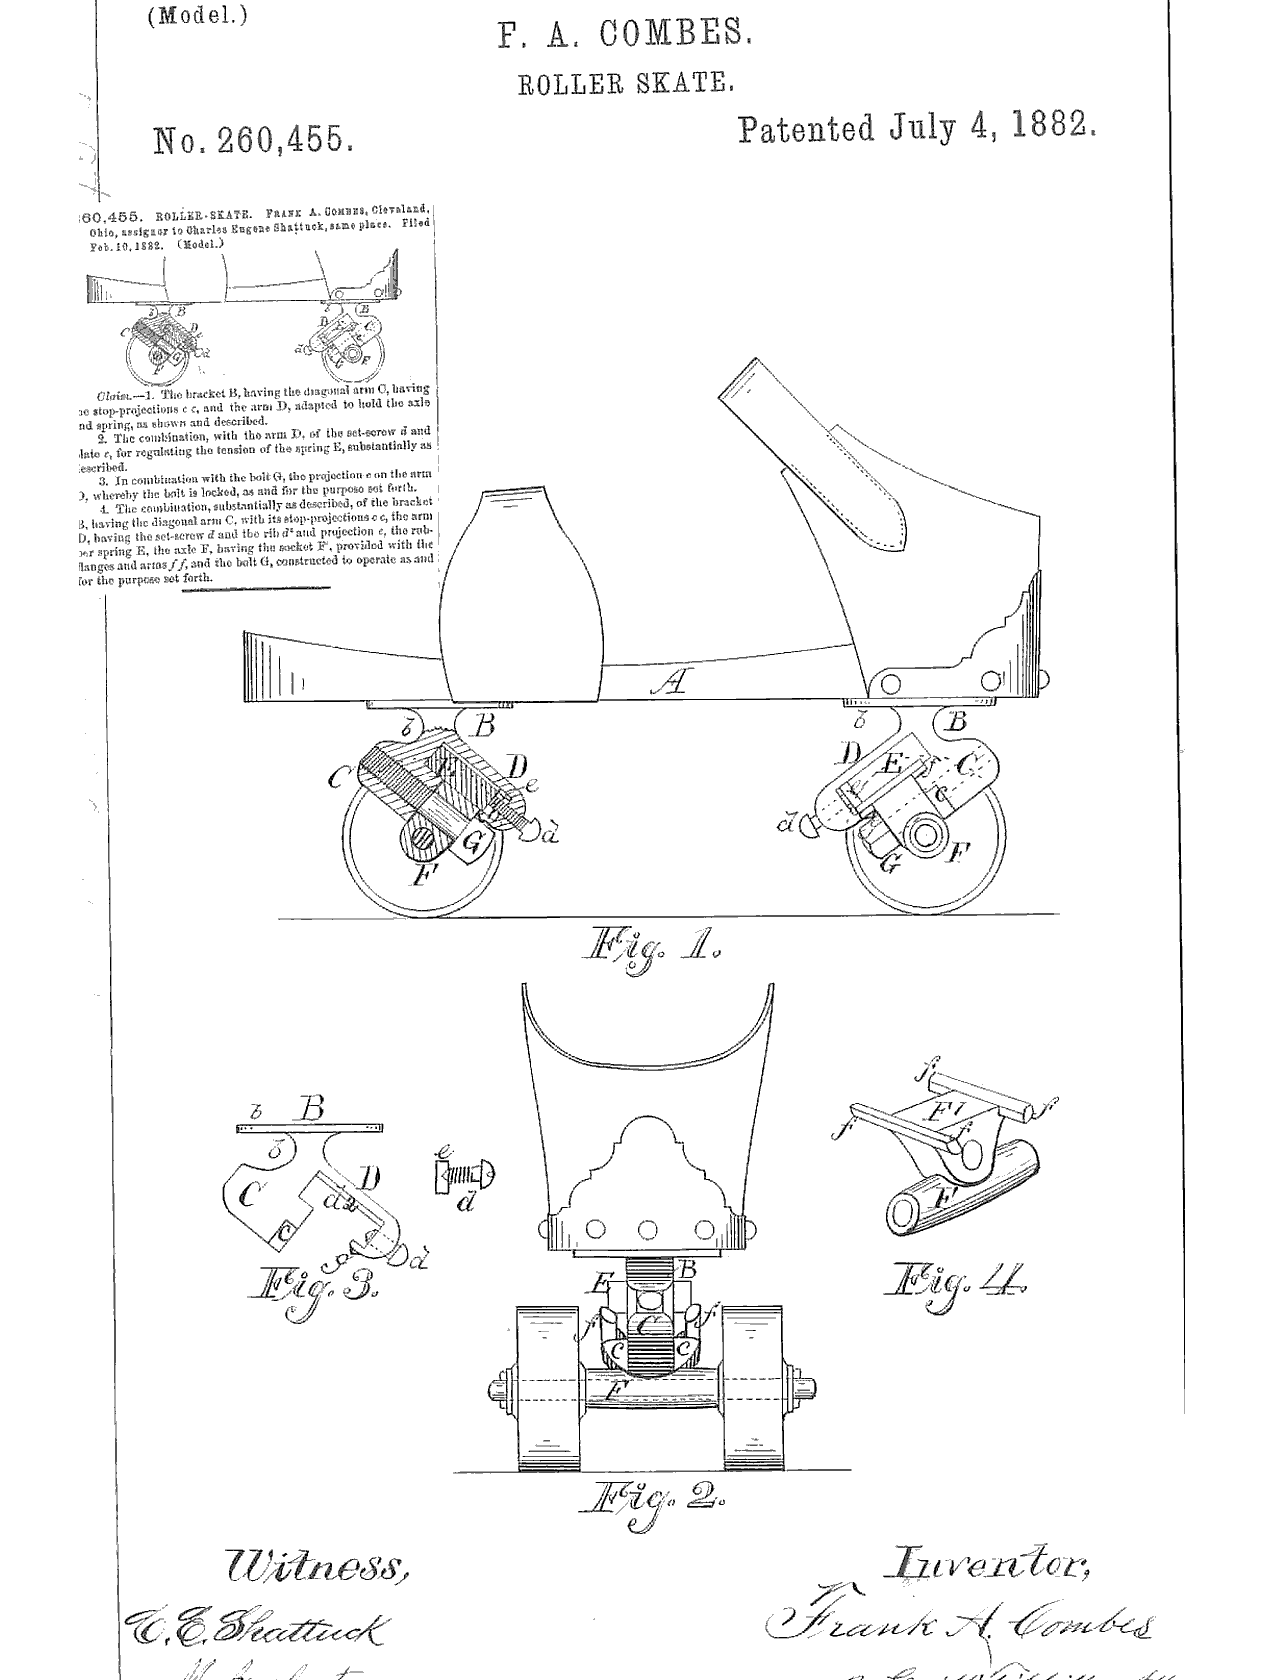 (Model.)
F. A. COMBES.
ROLLER SKATE.
No. 260,455.
Patented July 4, 1882.
60,455. ROLLER-SKATE. FRANK A. COMBES, Cleveland,
Ohio, assignor to Charles Eugene Shattuck, same place. Filed
Feb. 10, 1882. (Model.)
b B b B
C D e D E C
d d
F G G F
Claim.—1. The bracket B, having the diagonal arm C, having
he stop-projections c c, and the arm D, adapted to hold the axle
nd spring, as shown and described.
2. The combination, with the arm D, of the set-screw d and
late e, for regulating the tension of the spring E, substantially as
escribed.
3. In combination with the bolt G, the projection e on the arm
D, whereby the bolt is locked, as and for the purpose set forth.
4. The combination, substantially as described, of the bracket
B, having the diagonal arm C, with its stop-projections c c, the arm
D, having the set-screw d and the rib d² and projection e, the rub-
ber spring E, the axle F, having the socket F', provided with the
flanges and arms f f, and the bolt G, constructed to operate as and
for the purpose set forth.
A
b B b B
C E D e D E f C
e c
d d
G G
F F
Fig. 1.
f
b B F' f
f f
b D e
C d2 d
c F
d
Fig. 3. Fig. 4.
E B
f C f
c c
F
Fig. 2.
Witness, Inventor,
C. E. Shattuck Frank A. Combes